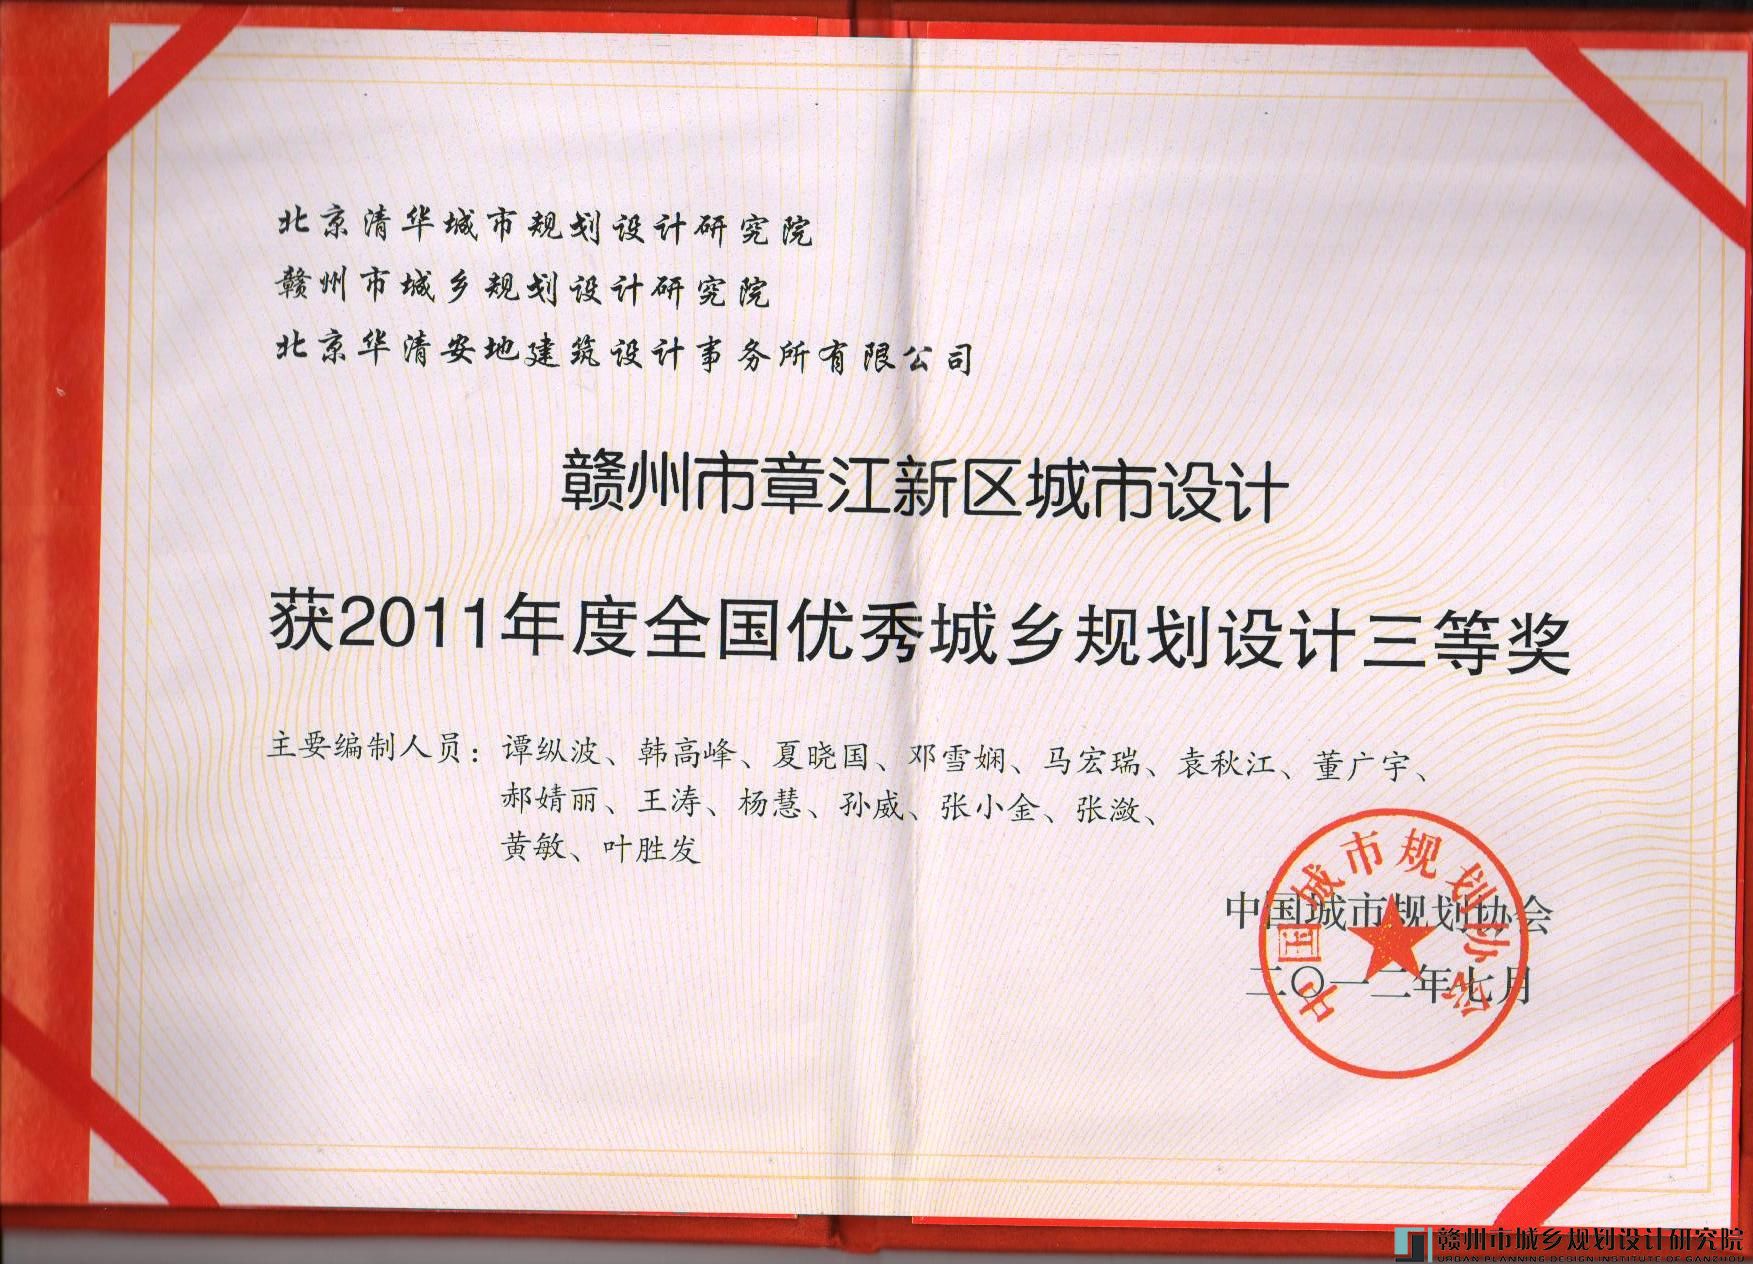 北京清华城市规划设计研究院
赣州市城乡规划设计研究院
北京华清安地建筑设计事务所有限公司
赣州市章江新区城市设计
获2011年度全国优秀城乡规划设计三等奖
主要编制人员：谭纵波、韩高峰、夏晓国、邓雪娴、马宏瑞、袁秋江、董广宇、
郝婧丽、王涛、杨慧、孙威、张小金、张潋、
黄敏、叶胜发
中国城市规划协会
二〇一二年七月
中国城市规划协会
赣州市城乡规划设计研究院
URBAN PLANNING DESIGN INSTITUTE OF GANZHOU